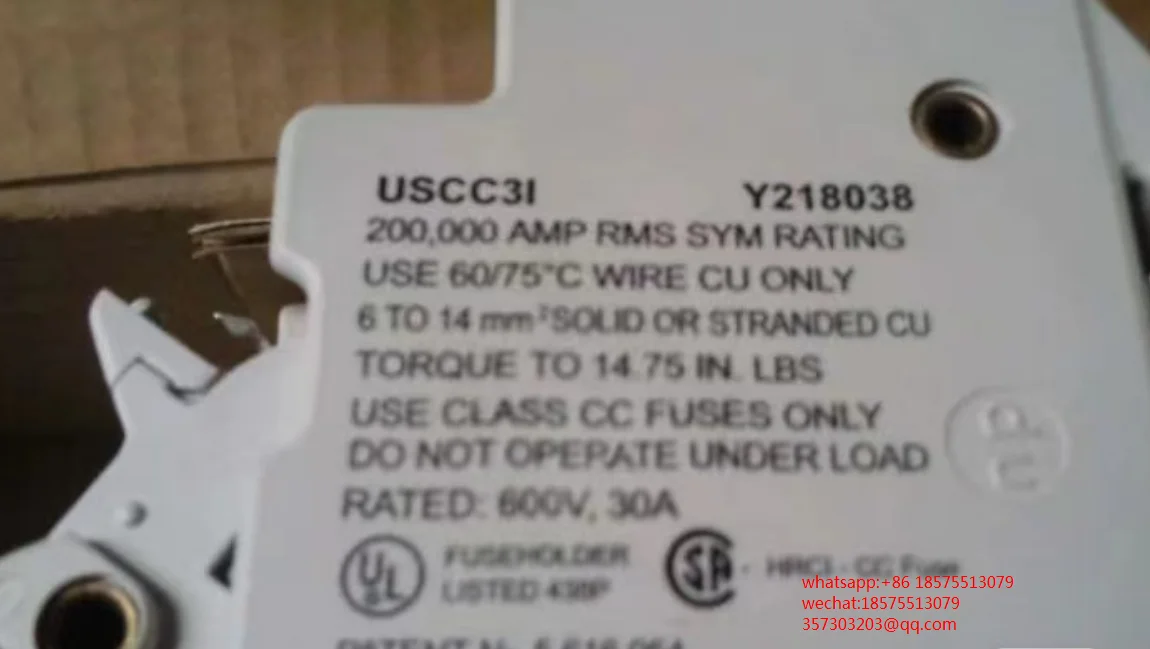 USCC3I Y218038
200,000 AMP RMS SYM RATING
USE 60/75°C WIRE CU ONLY
6 TO 14 mm² SOLID OR STRANDED CU
TORQUE TO 14.75 IN. LBS
USE CLASS CC FUSES ONLY
DO NOT OPEPATE UNDER LOAD
RATED: 600V, 30A
UL FUSEHOLDER SA - HRCI - CC Fuse
LISTED
whatsapp:+86 18575513079
wechat:18575513079
357303203@qq.com